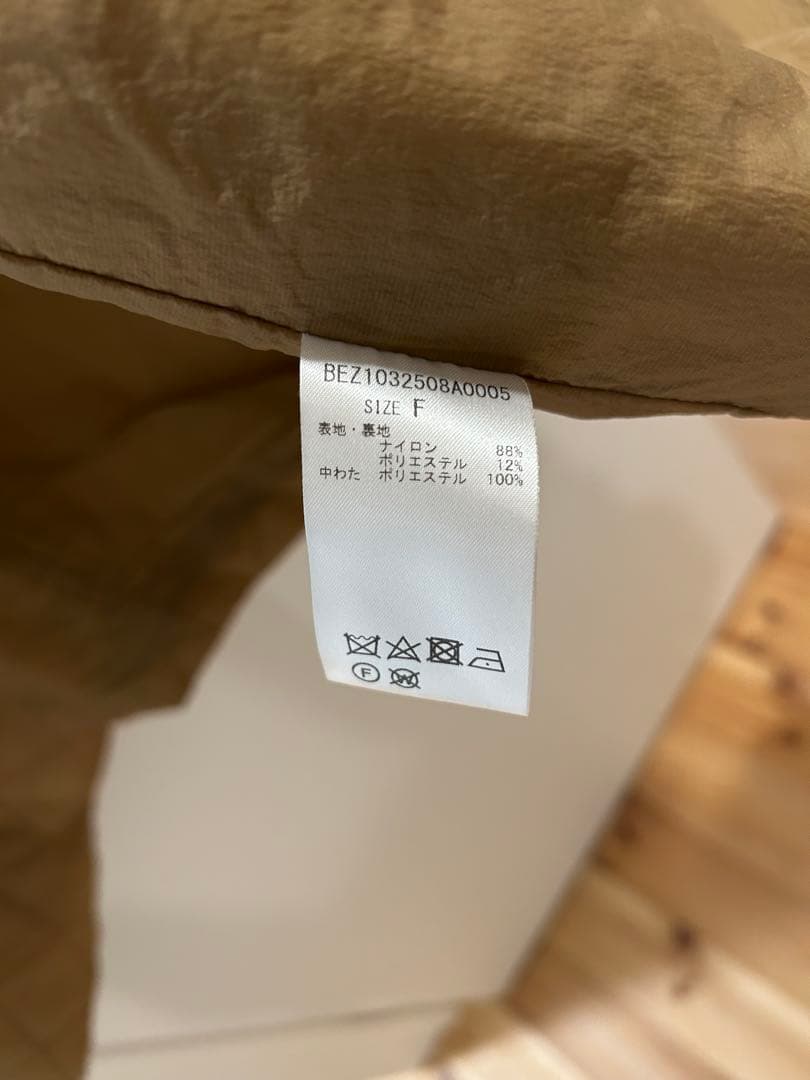 BEZ1032508A0005
SIZE F
表地・裏地
ナイロン 88%
ポリエステル 12%
中わた ポリエステル 100%
F W